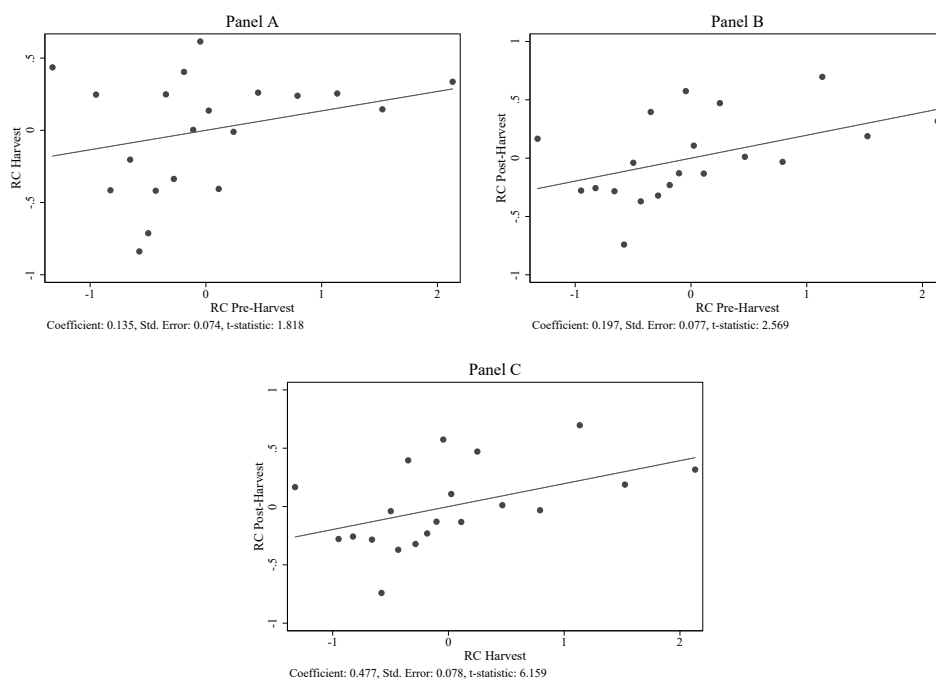 Panel A
.5
0
-.5
-1
RC Harvest
-1 0 1 2
RC Pre-Harvest
Coefficient: 0.135, Std. Error: 0.074, t-statistic: 1.818
Panel B
1
.5
0
-.5
-1
RC Post-Harvest
-1 0 1 2
RC Pre-Harvest
Coefficient: 0.197, Std. Error: 0.077, t-statistic: 2.569
Panel C
1
.5
0
-.5
-1
RC Post-Harvest
-1 0 1 2
RC Harvest
Coefficient: 0.477, Std. Error: 0.078, t-statistic: 6.159